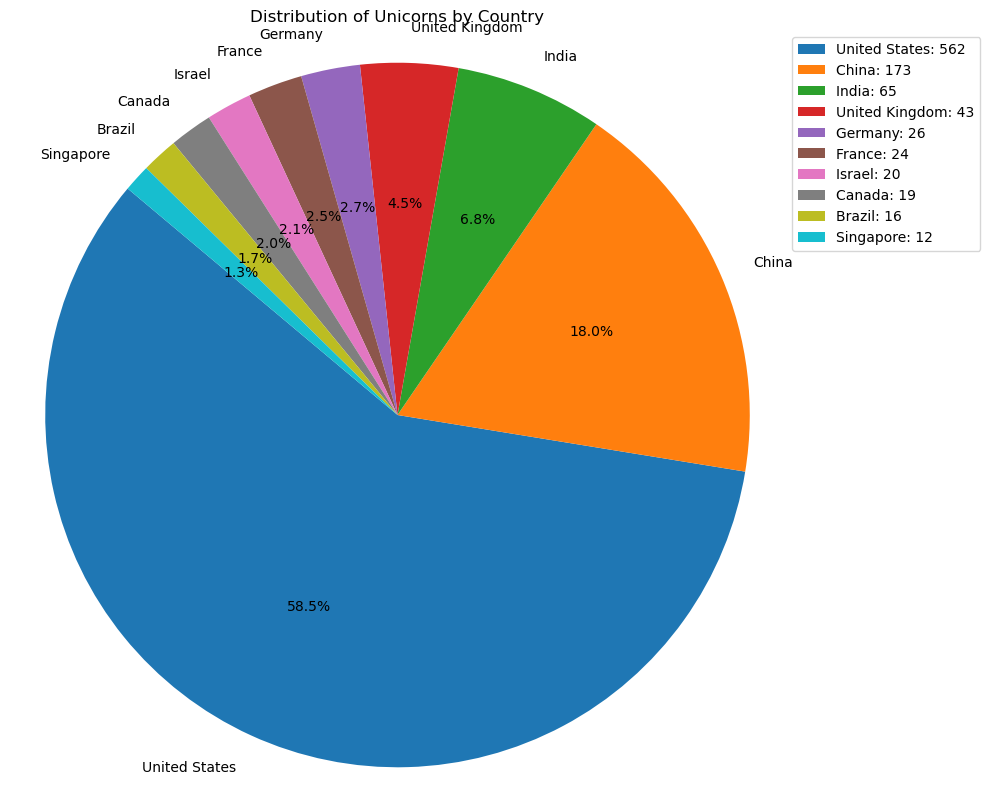 Distribution of Unicorns by Country
United Kingdom
Germany
France
India
Israel
Canada
Brazil
Singapore
China
United States
4.5%
2.7%
2.5%
6.8%
2.1%
2.0%
1.7%
1.3%
18.0%
58.5%
United States: 562
China: 173
India: 65
United Kingdom: 43
Germany: 26
France: 24
Israel: 20
Canada: 19
Brazil: 16
Singapore: 12